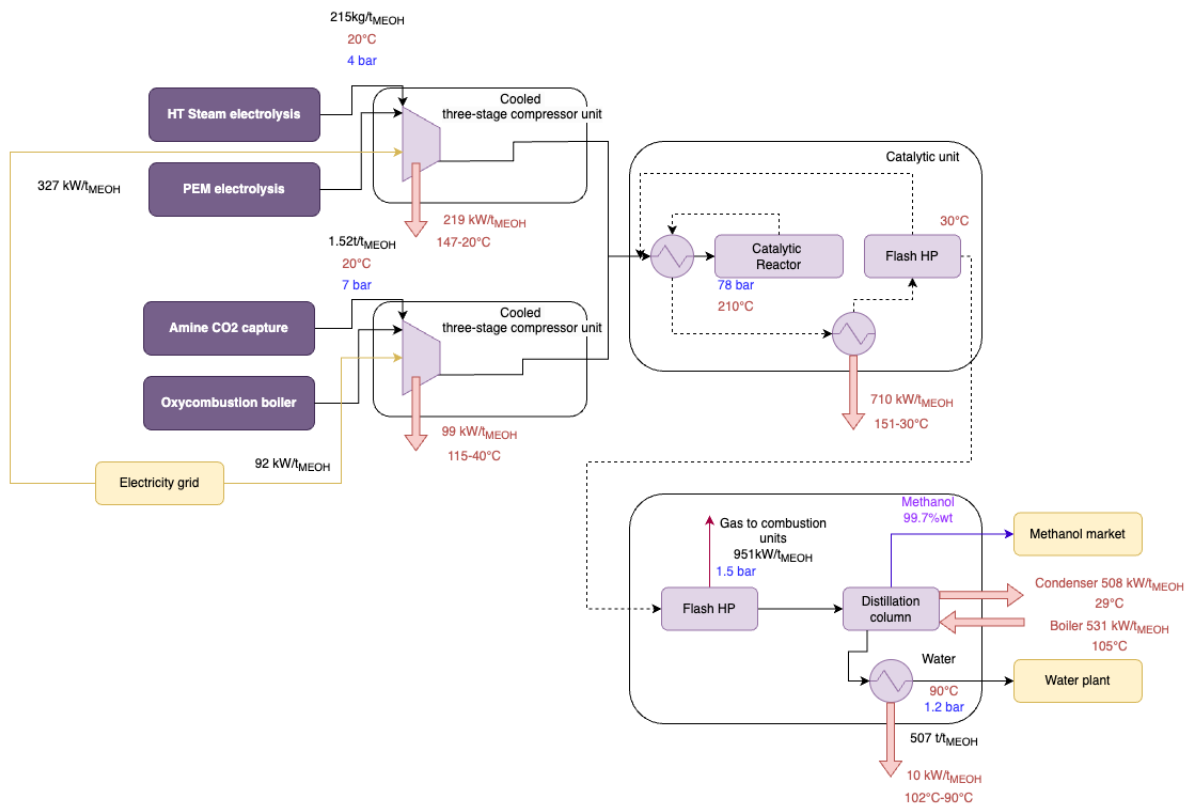 215kg/tMEOH
20°C
4 bar
HT Steam electrolysis
Cooled
three-stage compressor unit
327 kW/tMEOH
PEM electrolysis
219 kW/tMEOH
147-20°C
1.52t/tMEOH
20°C
7 bar
Amine CO2 capture
Cooled
three-stage compressor unit
Oxycombustion boiler
99 kW/tMEOH
115-40°C
92 kW/tMEOH
Electricity grid
Catalytic unit
30°C
Catalytic
Reactor
Flash HP
78 bar
210°C
710 kW/tMEOH
151-30°C
Methanol
99.7%wt
Gas to combustion
units
951kW/tMEOH
1.5 bar
Methanol market
Flash HP
Distillation
column
Condenser 508 kW/tMEOH
29°C
Boiler 531 kW/tMEOH
105°C
Water
90°C
1.2 bar
Water plant
507 t/tMEOH
10 kW/tMEOH
102°C-90°C